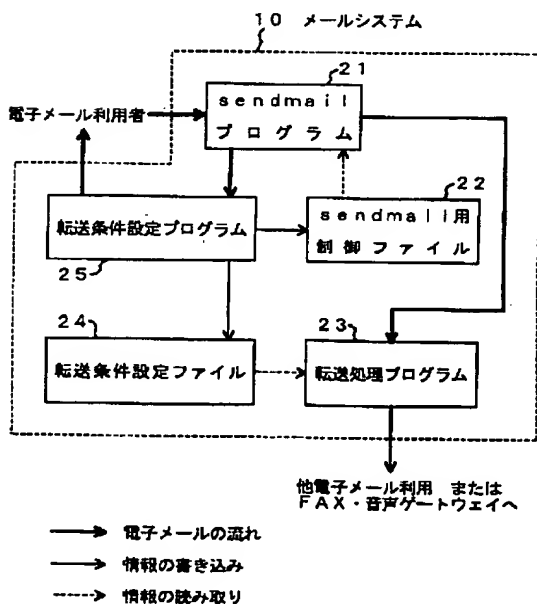 10 メールシステム
21
sendmail
プログラム
電子メール利用者
22
sendmail用
制御ファイル
転送条件設定プログラム
25
24
転送条件設定ファイル
23
転送処理プログラム
他電子メール利用 または
FAX・音声ゲートウェイへ
電子メールの流れ
情報の書き込み
情報の読み取り